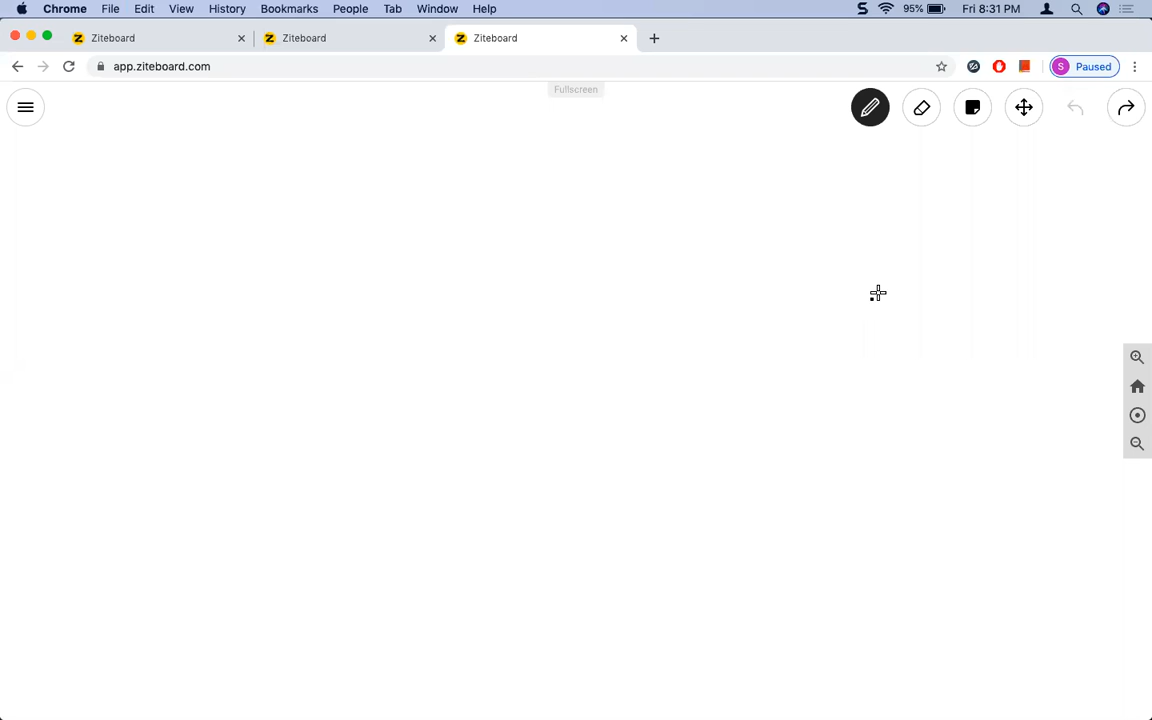 Chrome File Edit View History Bookmarks People Tab Window Help 95% Fri 8:31 PM
Ziteboard Ziteboard Ziteboard
app.ziteboard.com S Paused
Fullscreen